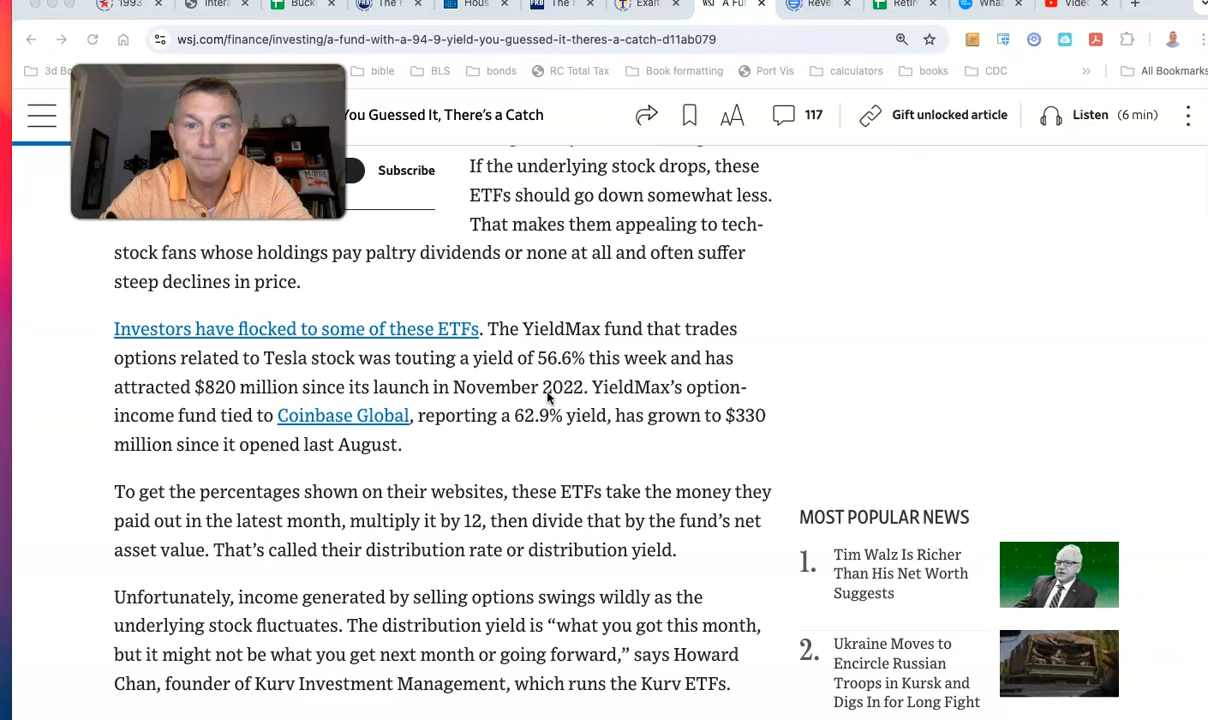 1993
Intera
Buck
The F
Hous
The I
Exalt
A Fur
Reve
Retir
What
Video
wsj.com/finance/investing/a-fund-with-a-94-9-yield-you-guessed-it-theres-a-catch-d11ab079
3d Bo
bible
BLS
bonds
RC Total Tax
Book formatting
Port Vis
calculators
books
CDC
All Bookmarks
You Guessed It, There’s a Catch
117
Gift unlocked article
Listen (6 min)
Subscribe
If the underlying stock drops, these
ETFs should go down somewhat less.
That makes them appealing to tech-
stock fans whose holdings pay paltry dividends or none at all and often suffer
steep declines in price.
Investors have flocked to some of these ETFs. The YieldMax fund that trades
options related to Tesla stock was touting a yield of 56.6% this week and has
attracted $820 million since its launch in November 2022. YieldMax’s option-
income fund tied to Coinbase Global, reporting a 62.9% yield, has grown to $330
million since it opened last August.
To get the percentages shown on their websites, these ETFs take the money they
paid out in the latest month, multiply it by 12, then divide that by the fund’s net
asset value. That’s called their distribution rate or distribution yield.
Unfortunately, income generated by selling options swings wildly as the
underlying stock fluctuates. The distribution yield is “what you got this month,
but it might not be what you get next month or going forward,” says Howard
Chan, founder of Kurv Investment Management, which runs the Kurv ETFs.
MOST POPULAR NEWS
1.
Tim Walz Is Richer
Than His Net Worth
Suggests
2.
Ukraine Moves to
Encircle Russian
Troops in Kursk and
Digs In for Long Fight